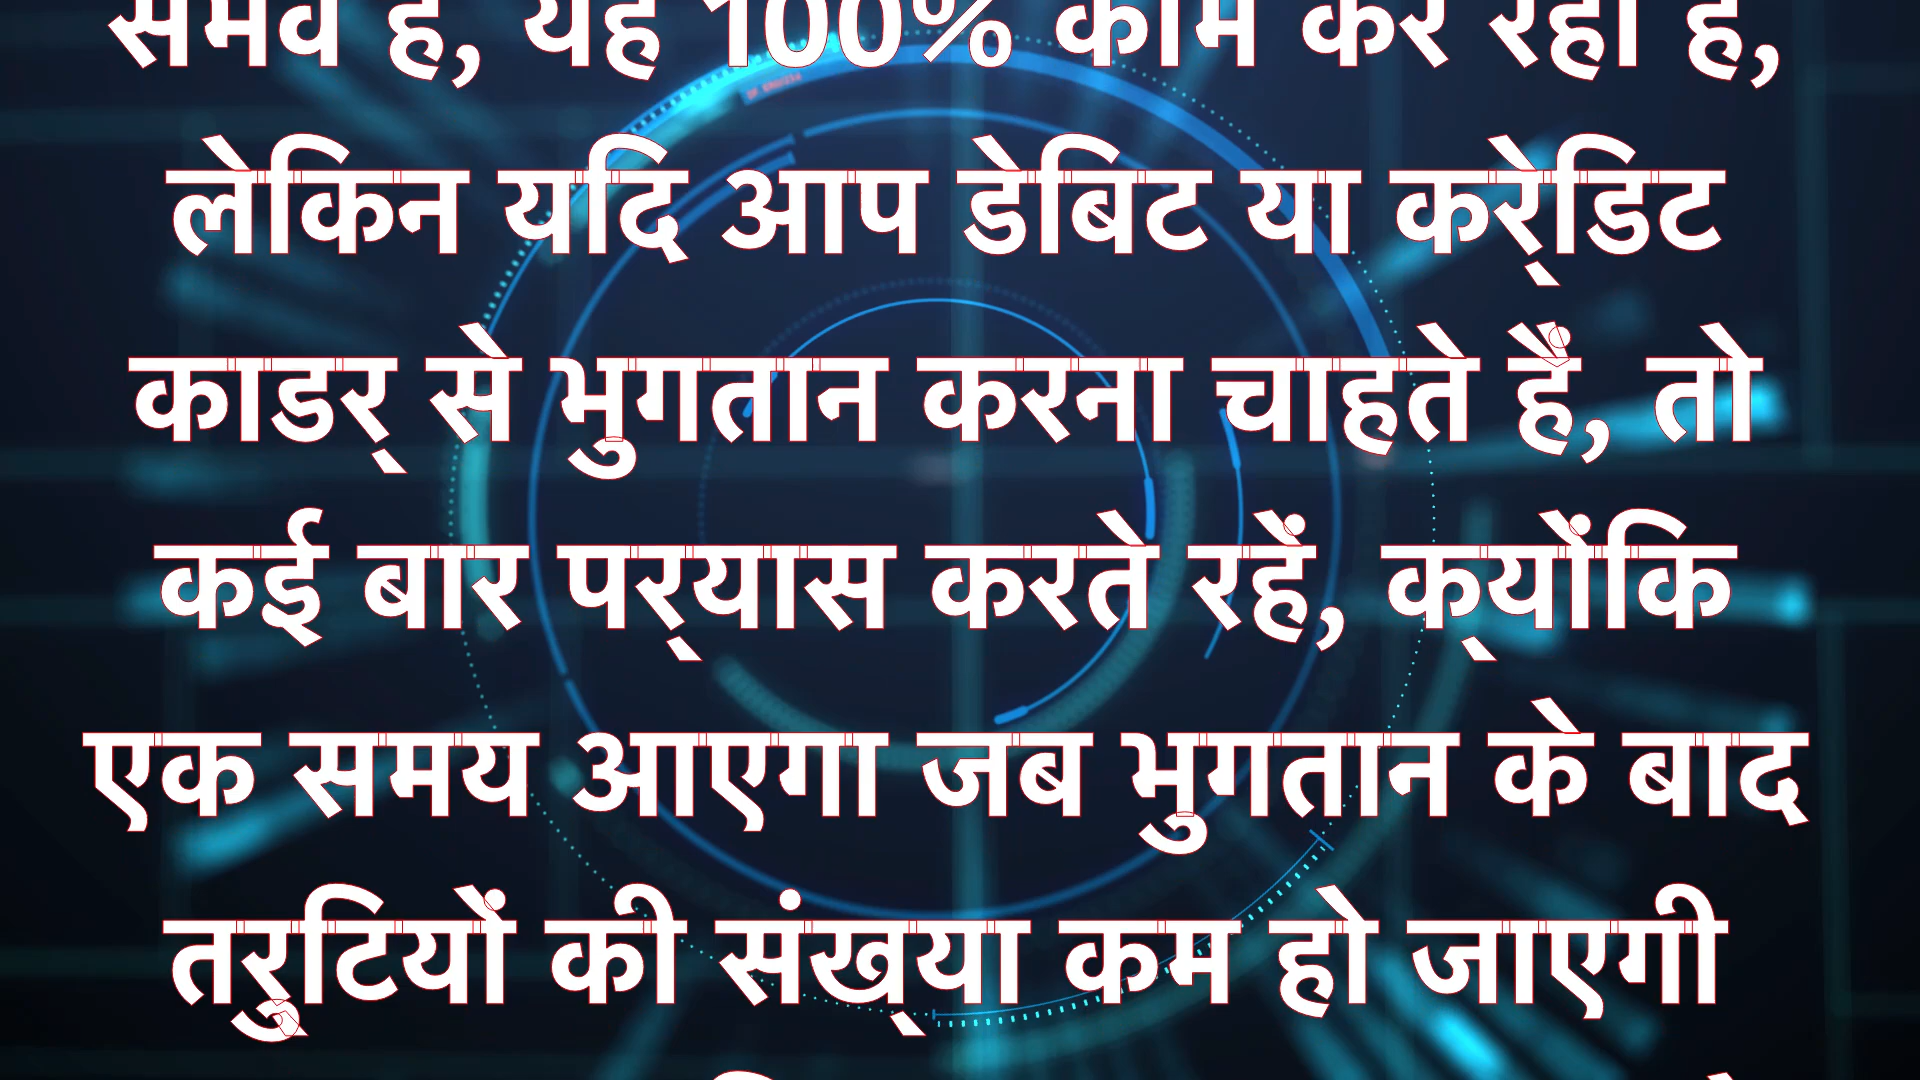 संभव है, यह 100% काम कर रहा है,
लेकिन यदि आप डेबिट या कर्ेडिट
काडर् से भुगतान करना चाहते हैं, तो
कई बार पर्यास करते रहें, क्योंकि
एक समय आएगा जब भुगतान के बाद
तर्ुटियों की संख्या कम हो जाएगी